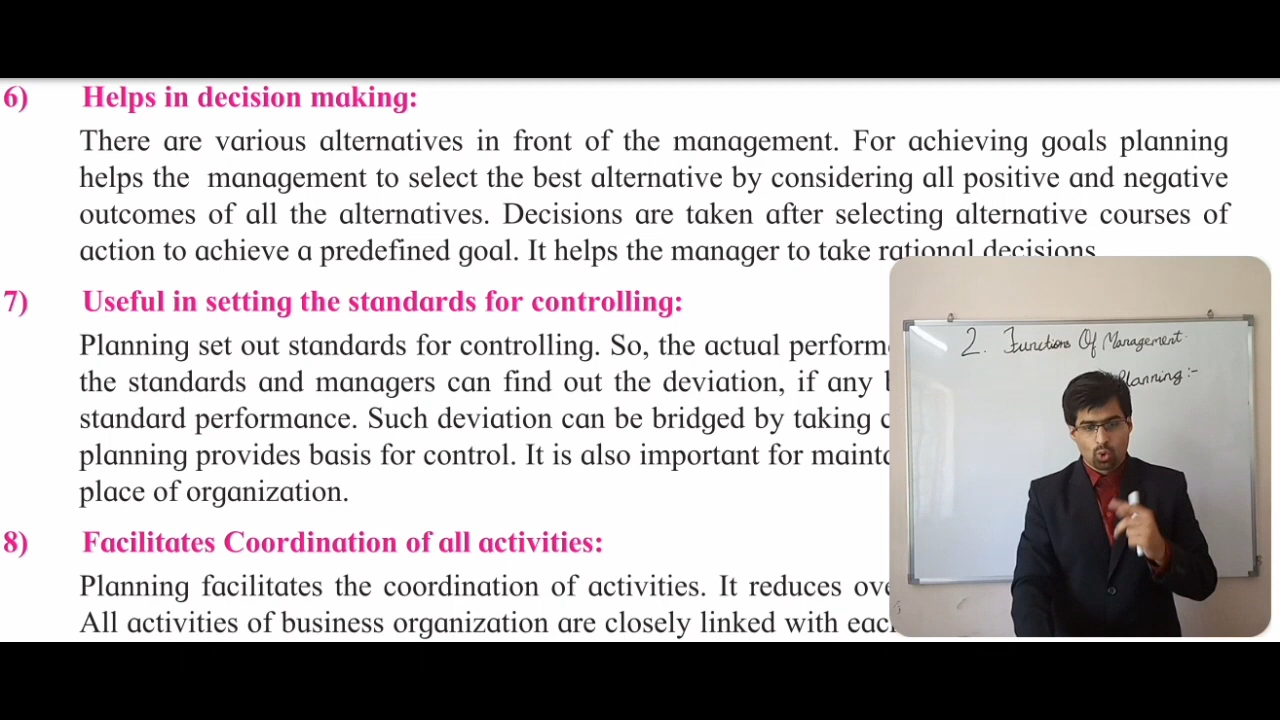 6) Helps in decision making:
There are various alternatives in front of the management. For achieving goals planning
helps the management to select the best alternative by considering all positive and negative
outcomes of all the alternatives. Decisions are taken after selecting alternative courses of
action to achieve a predefined goal. It helps the manager to take rational decisions
7) Useful in setting the standards for controlling:
Planning set out standards for controlling. So, the actual perform
the standards and managers can find out the deviation, if any
standard performance. Such deviation can be bridged by taking
planning provides basis for control. It is also important for
place of organization.
8) Facilitates Coordination of all activities:
Planning facilitates the coordination of activities. It reduces
All activities of business organization are closely linked with
2. Functions Of Management.
Planning :-